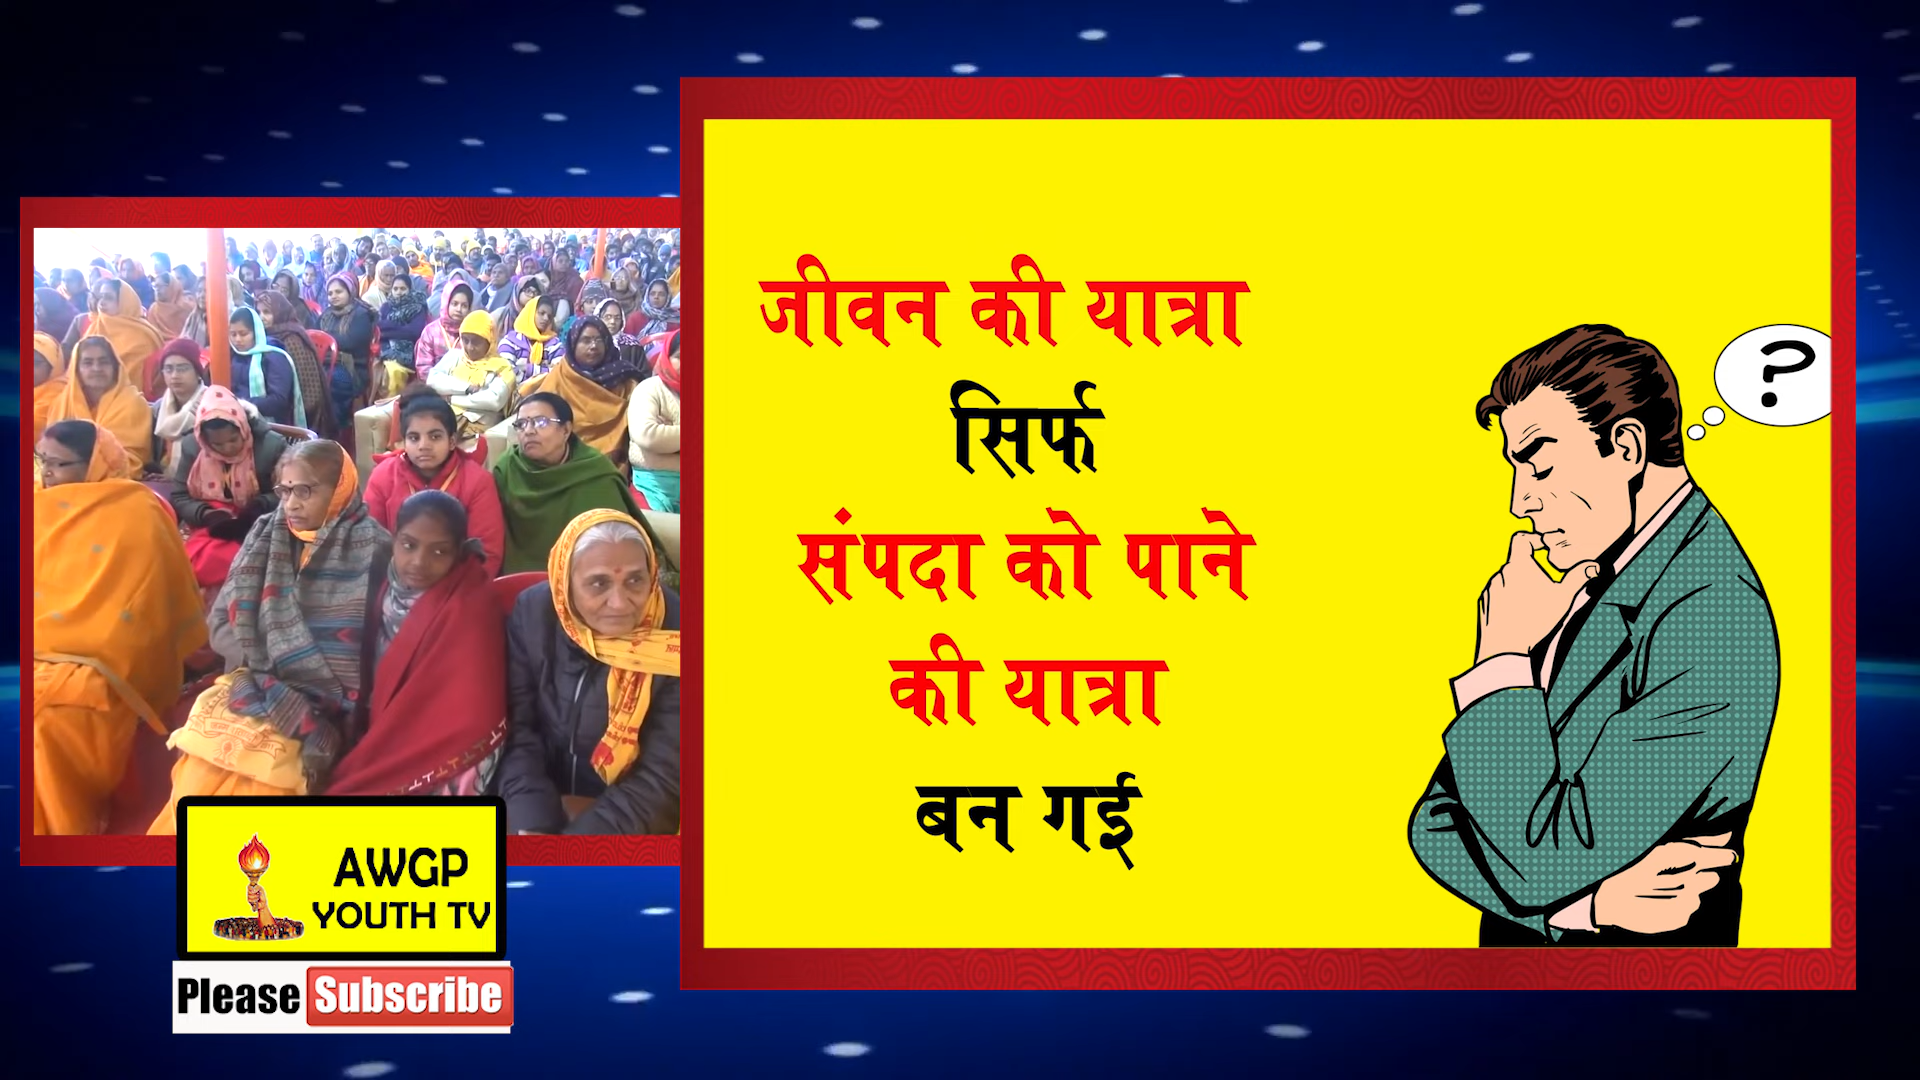 जीवन की यात्रा
सिर्फ
संपदा को पाने
की यात्रा
बन गई
?
AWGP
YOUTH TV
Please Subscribe